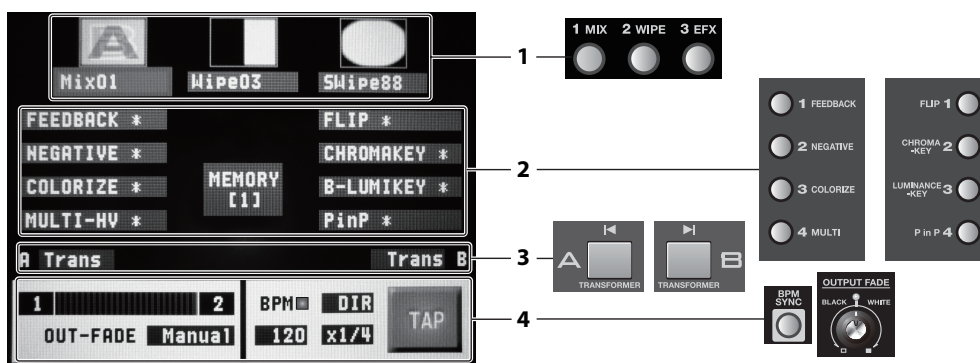 A
Mix01 Wipe03 SWipe88
FEEDBACK * FLIP *
NEGATIVE * CHROMAKEY *
COLORIZE * B-LUMIKEY *
MULTI-HV * PinP *
MEMORY
[1]
A Trans Trans B
1 2 BPM DIR
OUT-FADE Manual 120 x1/4
TAP
1
2
3
4
1 MIX 2 WIPE 3 EFX
1 FEEDBACK
2 NEGATIVE
3 COLORIZE
4 MULTI
FLIP 1
CHROMA
-KEY 2
LUMINANCE
-KEY 3
P in P 4
A
TRANSFORMER
TRANSFORMER
B
BPM
SYNC
OUTPUT FADE
BLACK WHITE